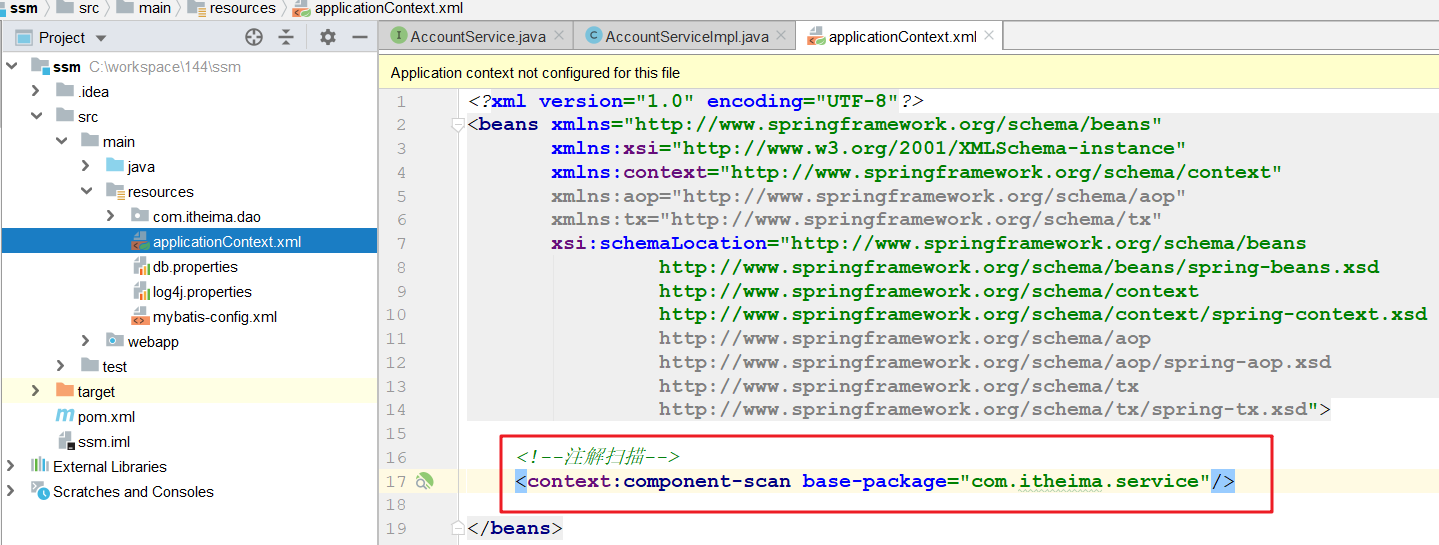 ssm src main resources applicationContext.xml
Project
AccountService.java AccountServiceImpl.java applicationContext.xml
ssm C:\workspace\144\ssm
.idea
src
main
java
resources
com.itheima.dao
applicationContext.xml
db.properties
log4j.properties
mybatis-config.xml
webapp
test
target
pom.xml
ssm.iml
External Libraries
Scratches and Consoles
Application context not configured for this file
1 <?xml version="1.0" encoding="UTF-8"?>
2 <beans xmlns="http://www.springframework.org/schema/beans"
3 xmlns:xsi="http://www.w3.org/2001/XMLSchema-instance"
4 xmlns:context="http://www.springframework.org/schema/context"
5 xmlns:aop="http://www.springframework.org/schema/aop"
6 xmlns:tx="http://www.springframework.org/schema/tx"
7 xsi:schemaLocation="http://www.springframework.org/schema/beans
8 http://www.springframework.org/schema/beans/spring-beans.xsd
9 http://www.springframework.org/schema/context
10 http://www.springframework.org/schema/context/spring-context.xsd
11 http://www.springframework.org/schema/aop
12 http://www.springframework.org/schema/aop/spring-aop.xsd
13 http://www.springframework.org/schema/tx
14 http://www.springframework.org/schema/tx/spring-tx.xsd">
15
16 <!--注解扫描-->
17 <context:component-scan base-package="com.itheima.service"/>
18
19 </beans>